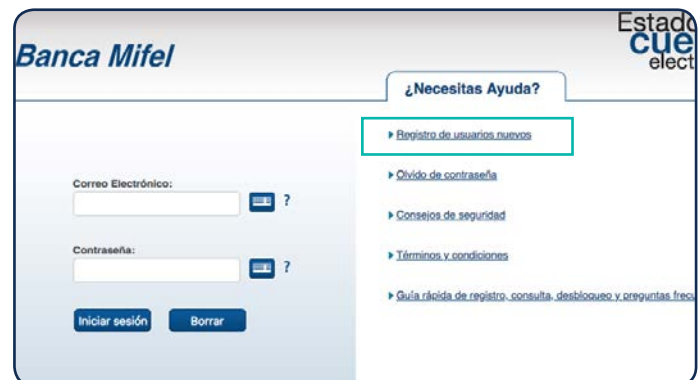 Banca Mifel
Estado
cue
elect
¿Necesitas Ayuda?
Registro de usuarios nuevos
Olvido de contraseña
Consejos de seguridad
Términos y condiciones
Guía rápida de registro, consulta, desbloqueo y preguntas frecu
Correo Electrónico:
?
Contraseña:
?
Iniciar sesión Borrar